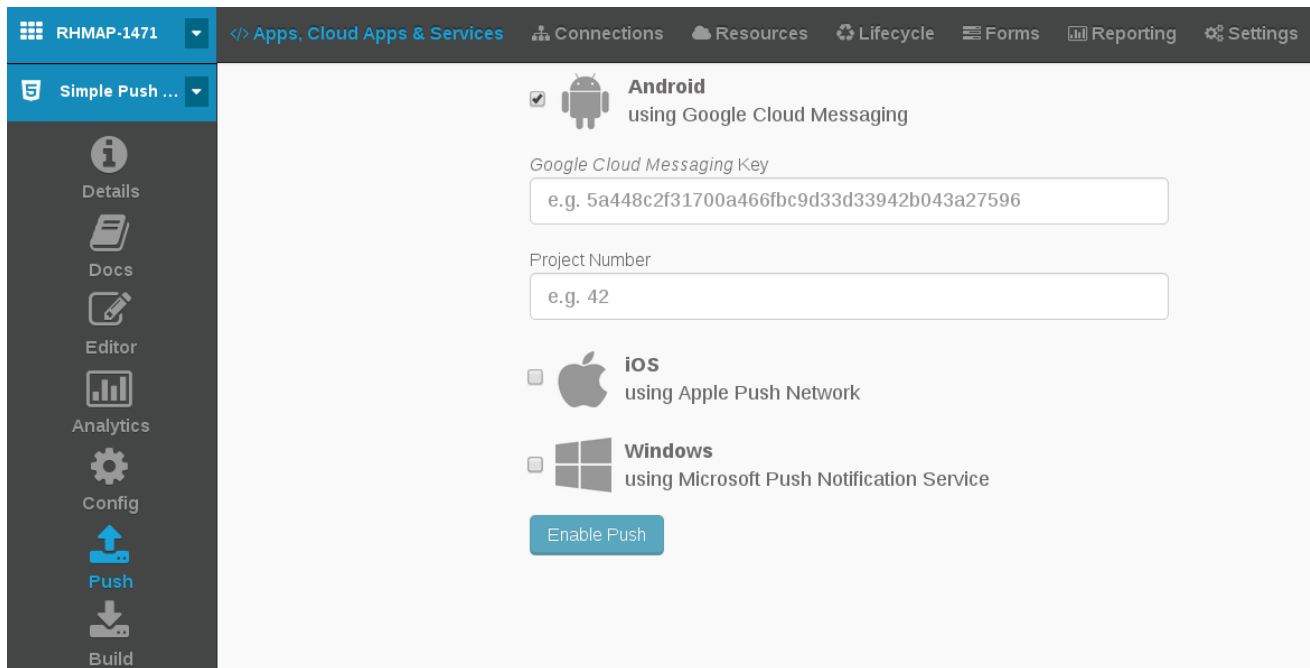 RHMAP-1471
</> Apps, Cloud Apps & Services
Connections
Resources
Lifecycle
Forms
Reporting
Settings
Simple Push ...
Details
Docs
Editor
Analytics
Config
Push
Build
Android
using Google Cloud Messaging
Google Cloud Messaging Key
e.g. 5a448c2f31700a466fbc9d33d33942b043a27596
Project Number
e.g. 42
iOS
using Apple Push Network
Windows
using Microsoft Push Notification Service
Enable Push